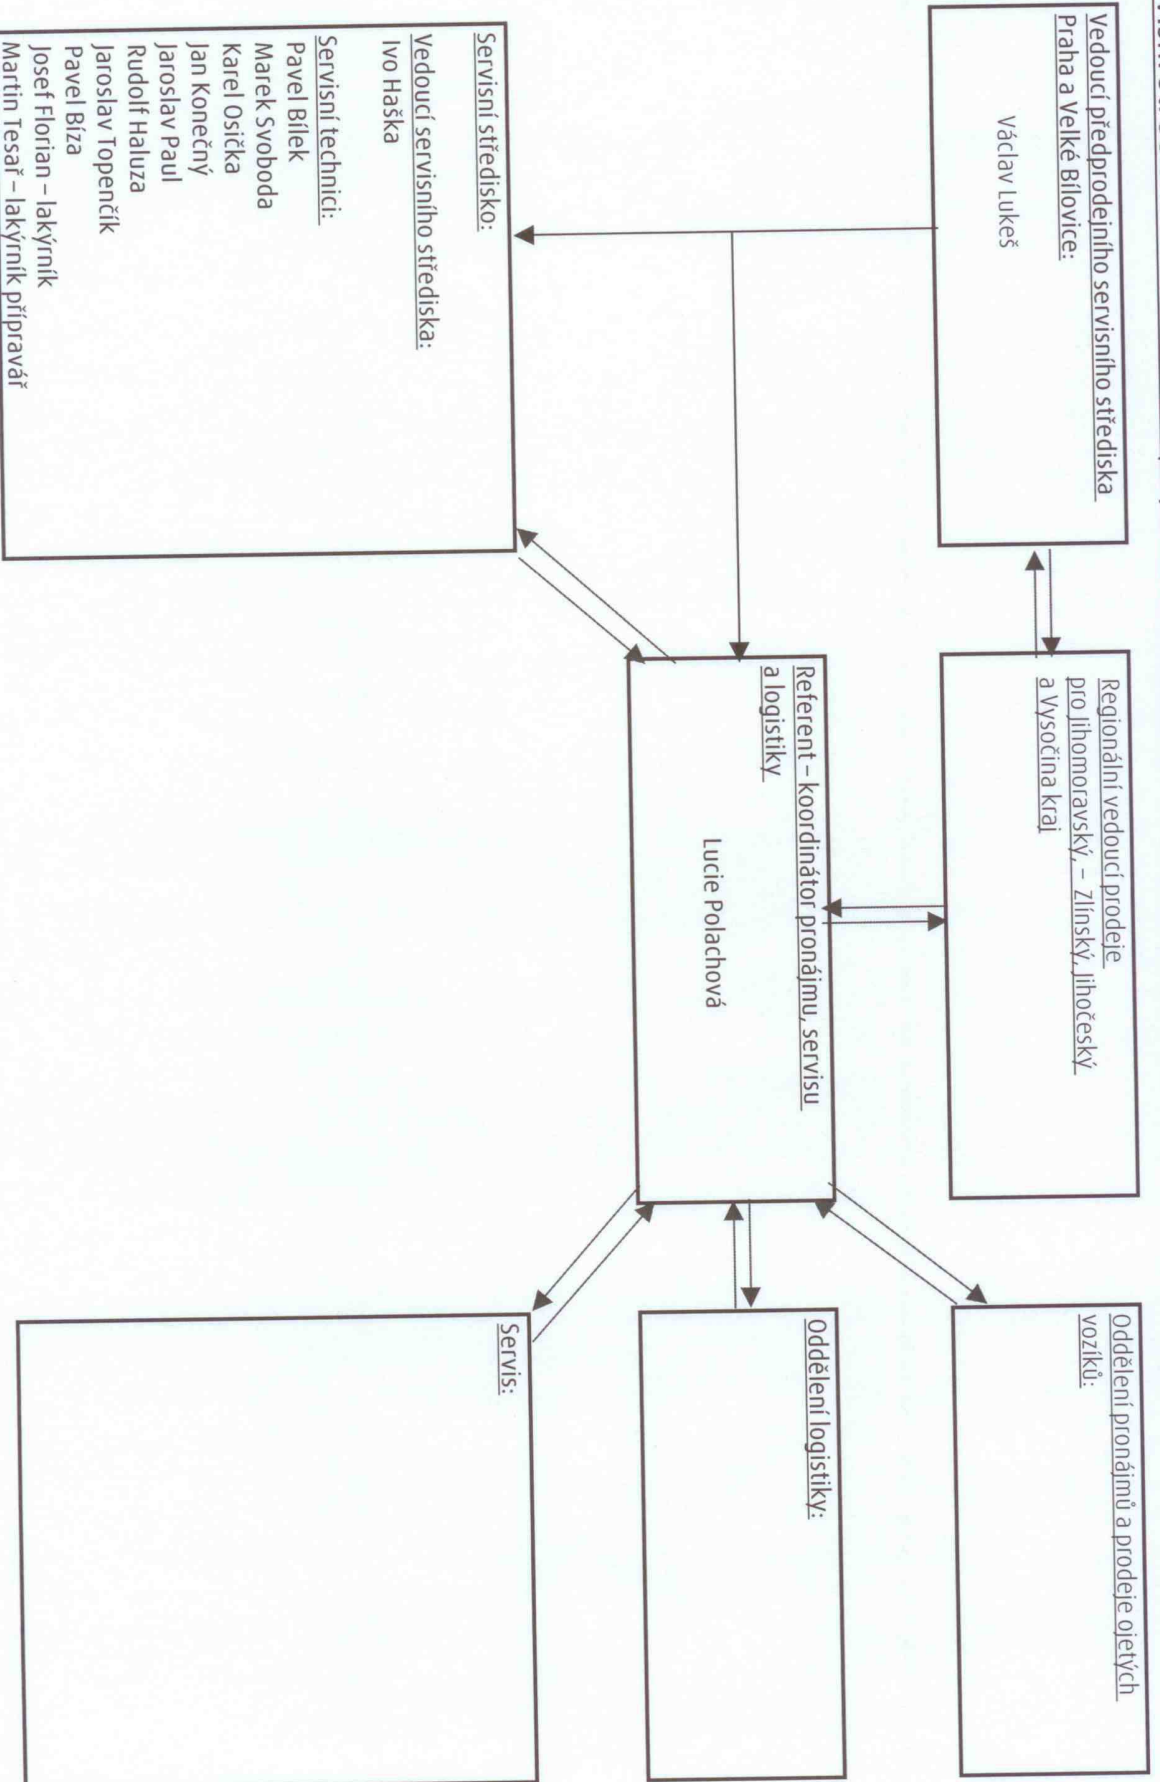 Vedoucí předprodejního servisního střediska
Praha a Velké Bílovice:
Václav Lukeš
Regionální vedoucí prodeje
pro Jihomoravský, – Zlínský, Jihočeský
a Vysočina kraj
Oddělení pronájmů a prodeje ojetých
vozíků:
Referent – koordinátor pronájmu, servisu
a logistiky
Lucie Polachová
Oddělení logistiky:
Servisní středisko:
Vedoucí servisního střediska:
Ivo Haška
Servisní technici:
Pavel Bílek
Marek Svoboda
Karel Osička
Jan Konečný
Jaroslav Paul
Rudolf Haluza
Jaroslav Topenčík
Pavel Bíza
Josef Florian – lakýrník
Martin Tesař – lakýrník přípravář
Servis: